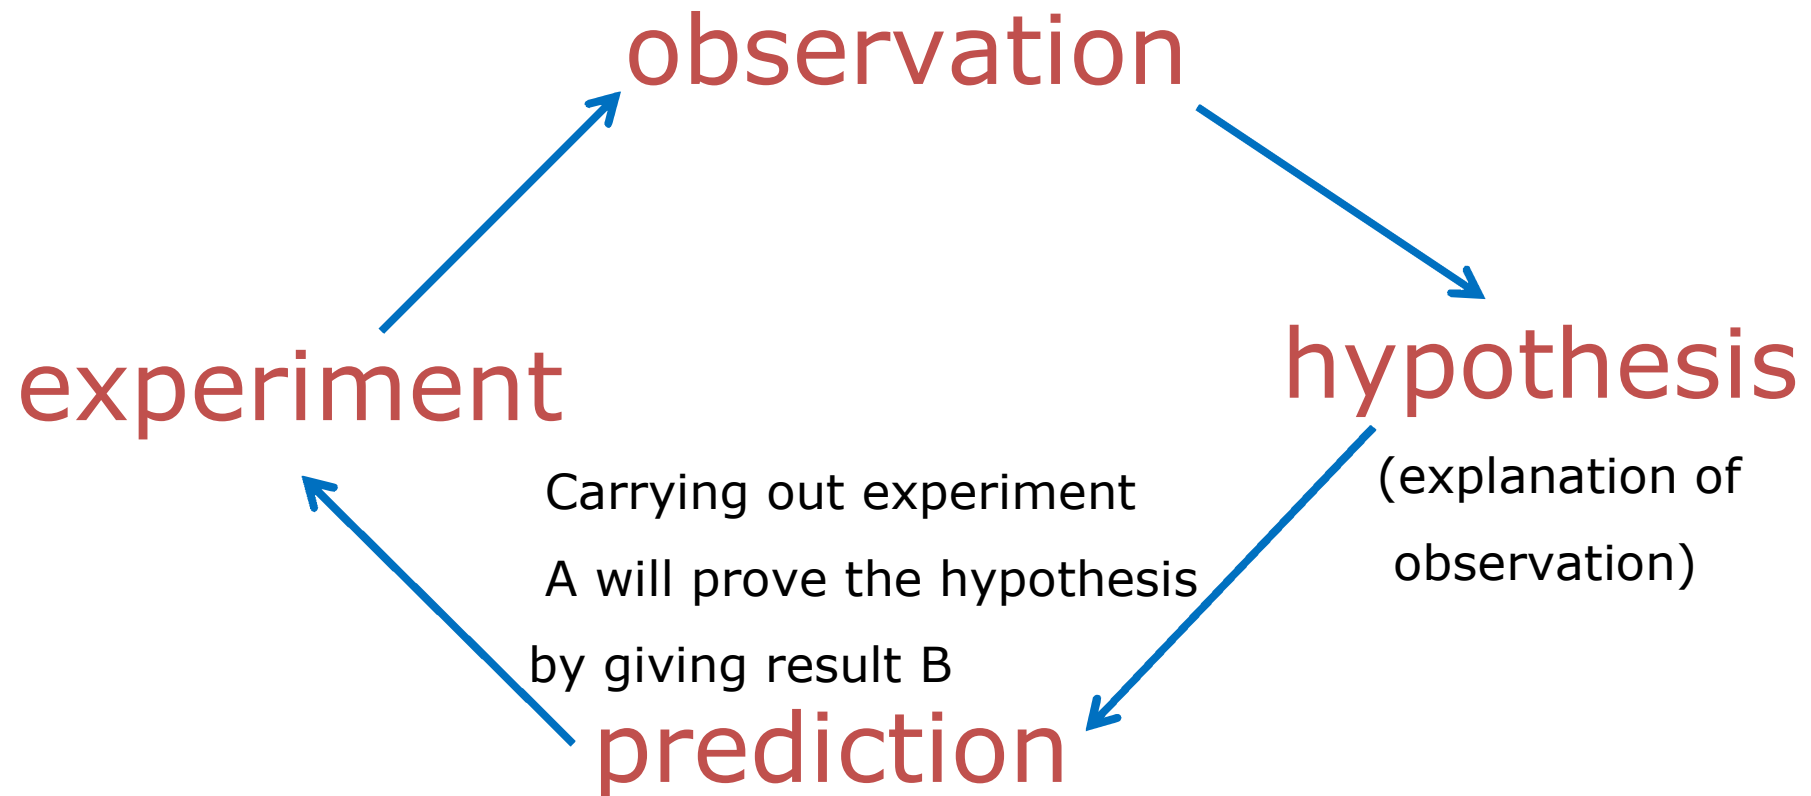 observation
hypothesis
(explanation of
observation)
experiment
Carrying out experiment
A will prove the hypothesis
by giving result B
prediction